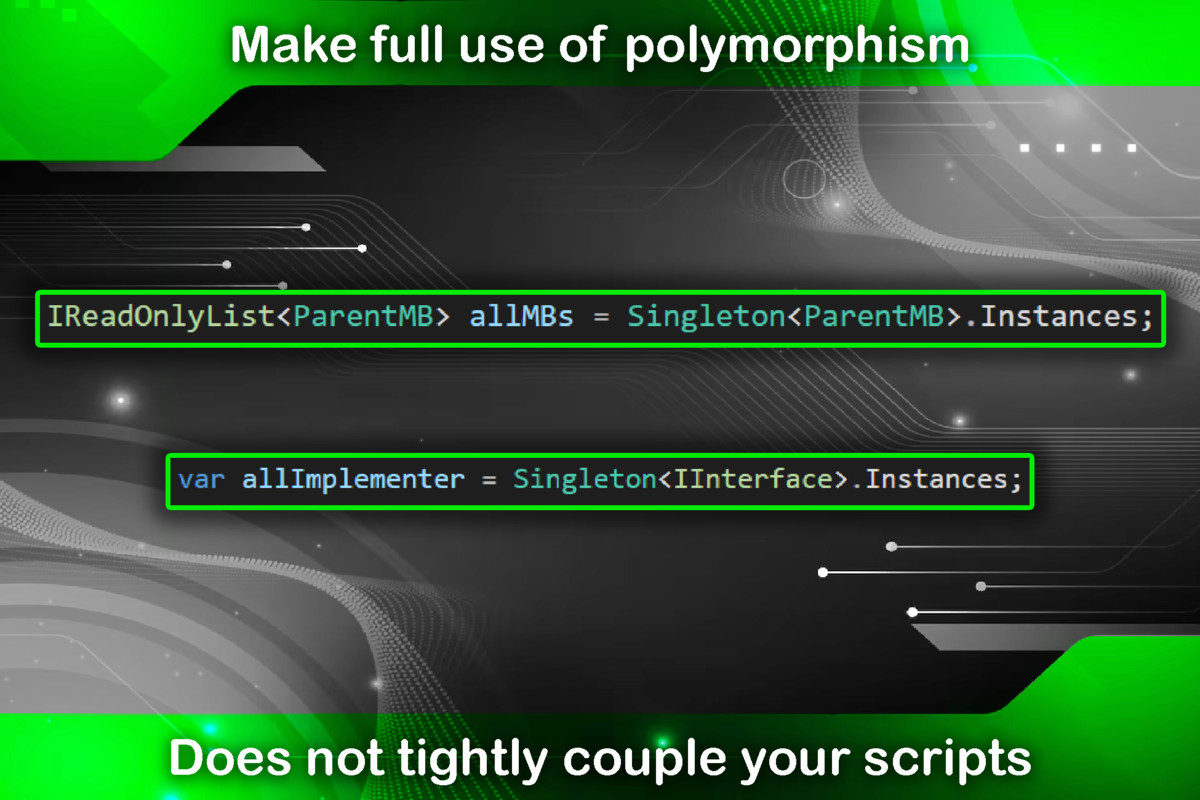 Make full use of polymorphism
IReadOnlyList<ParentMB> allMBs = Singleton<ParentMB>.Instances;
var allImplementer = Singleton<IInterface>.Instances;
Does not tightly couple your scripts